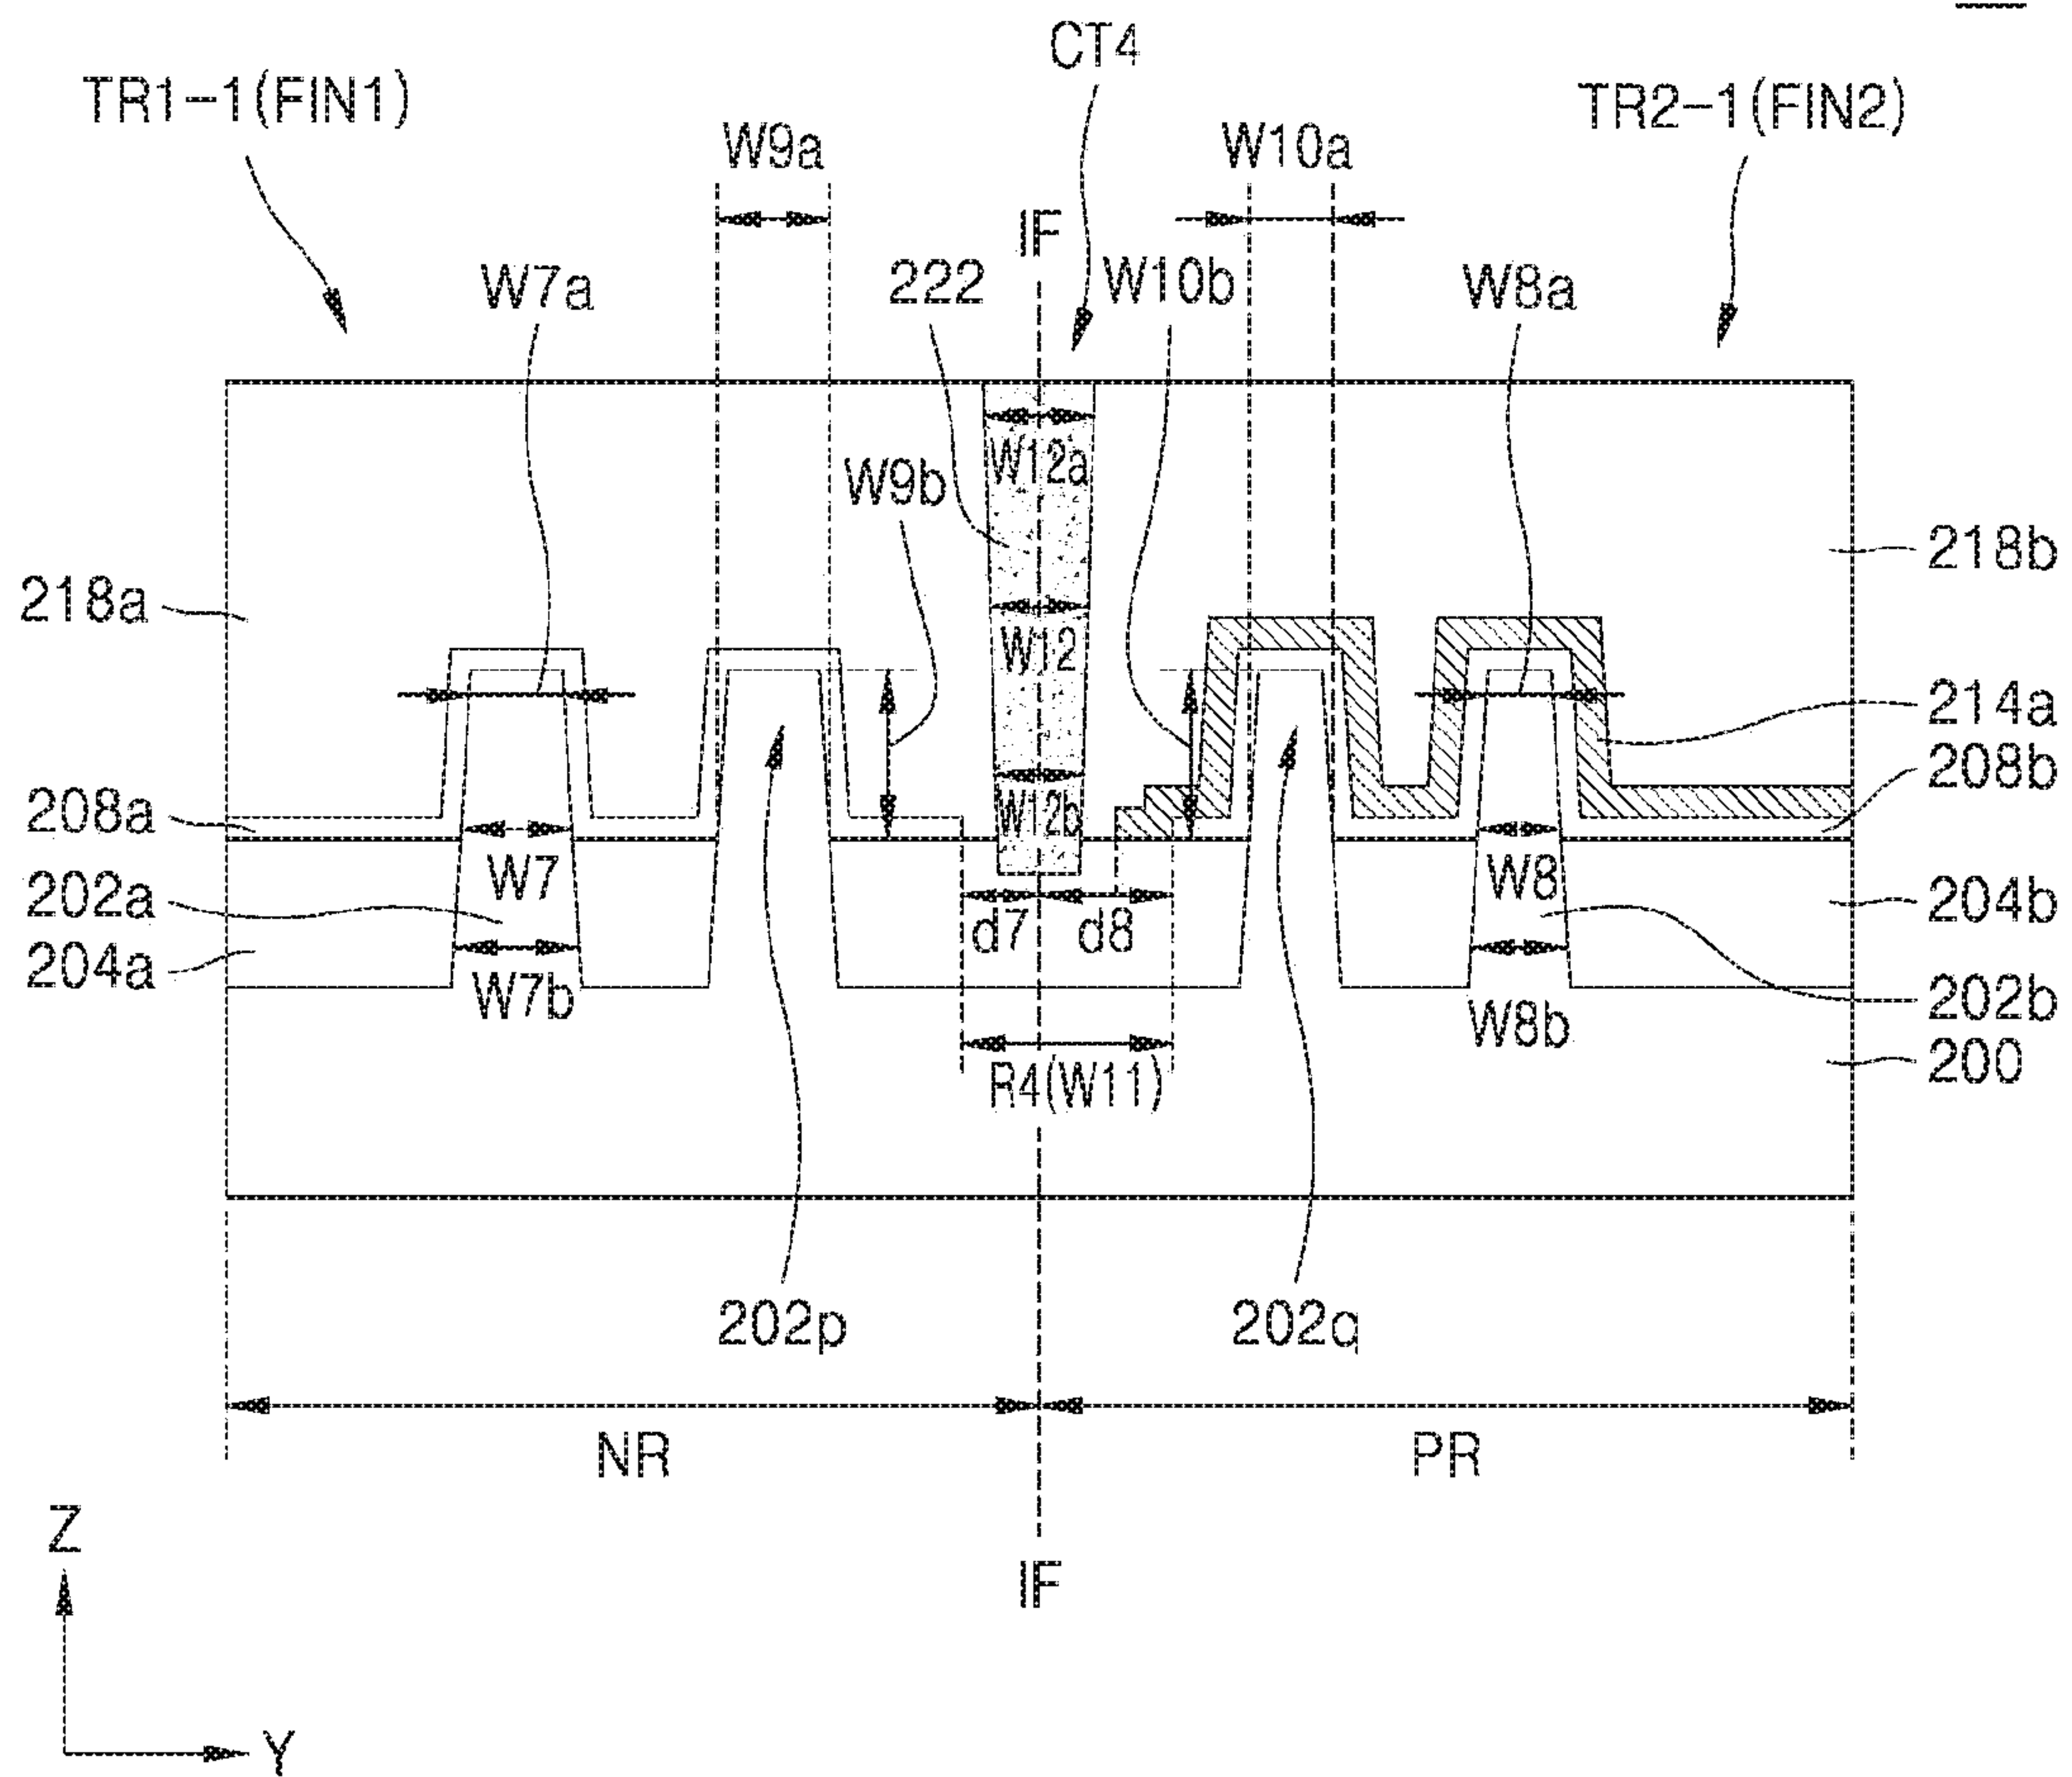 CT4
TR1-1(FIN1)
TR2-1(FIN2)
W9a
W10a
IF
W7a
222
W10b
W8a
W12a
W9b
218b
218a
W12
214a
208b
208a
W12b
W7
W8
202a
204b
d7
d8
204a
W7b
202b
W8b
200
R4(W11)
202p
202q
NR
PR
Z
IF
Y